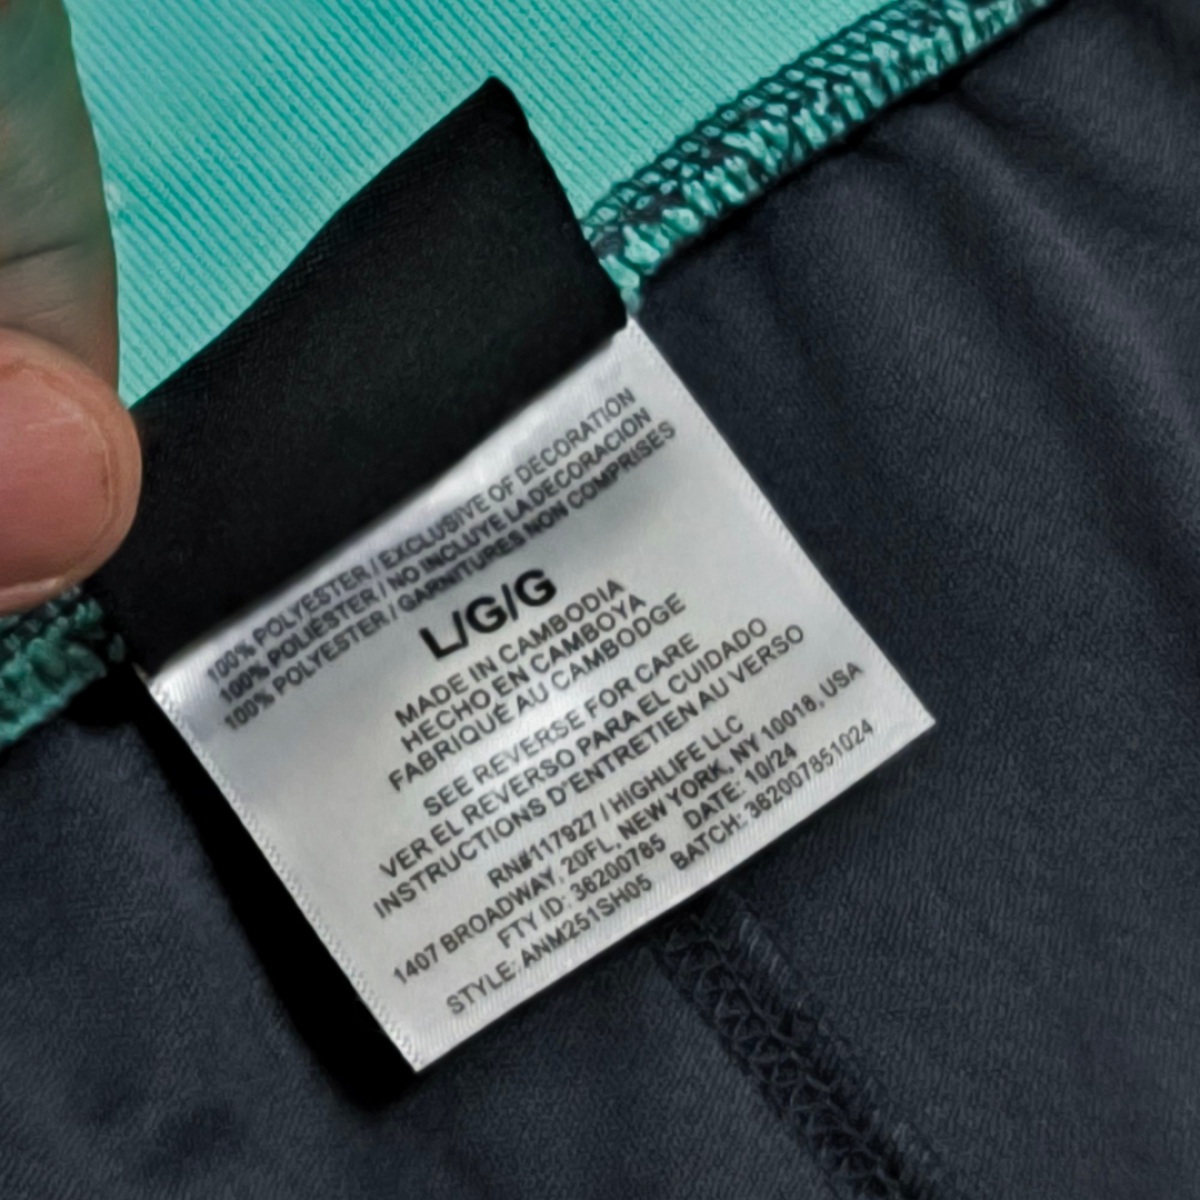 100% POLYESTER / EXCLUSIVE OF DECORATION
100% POLIÉSTER / NO INCLUYE LA DECORACION
100% POLYESTER / GARNITURES NON COMPRISES
L/G/G
MADE IN CAMBODIA
HECHO EN CAMBOYA
FABRIQUÉ AU CAMBODGE
SEE REVERSE FOR CARE
VER EL REVERSO PARA EL CUIDADO
INSTRUCTIONS D'ENTRETIEN AU VERSO
RN#117927 / HIGHLIFE LLC
1407 BROADWAY, 20FL, NEW YORK, NY 10018, USA
FTY ID: 36200785 DATE: 10/24
STYLE: ANM251SH05 BATCH: 362007851024